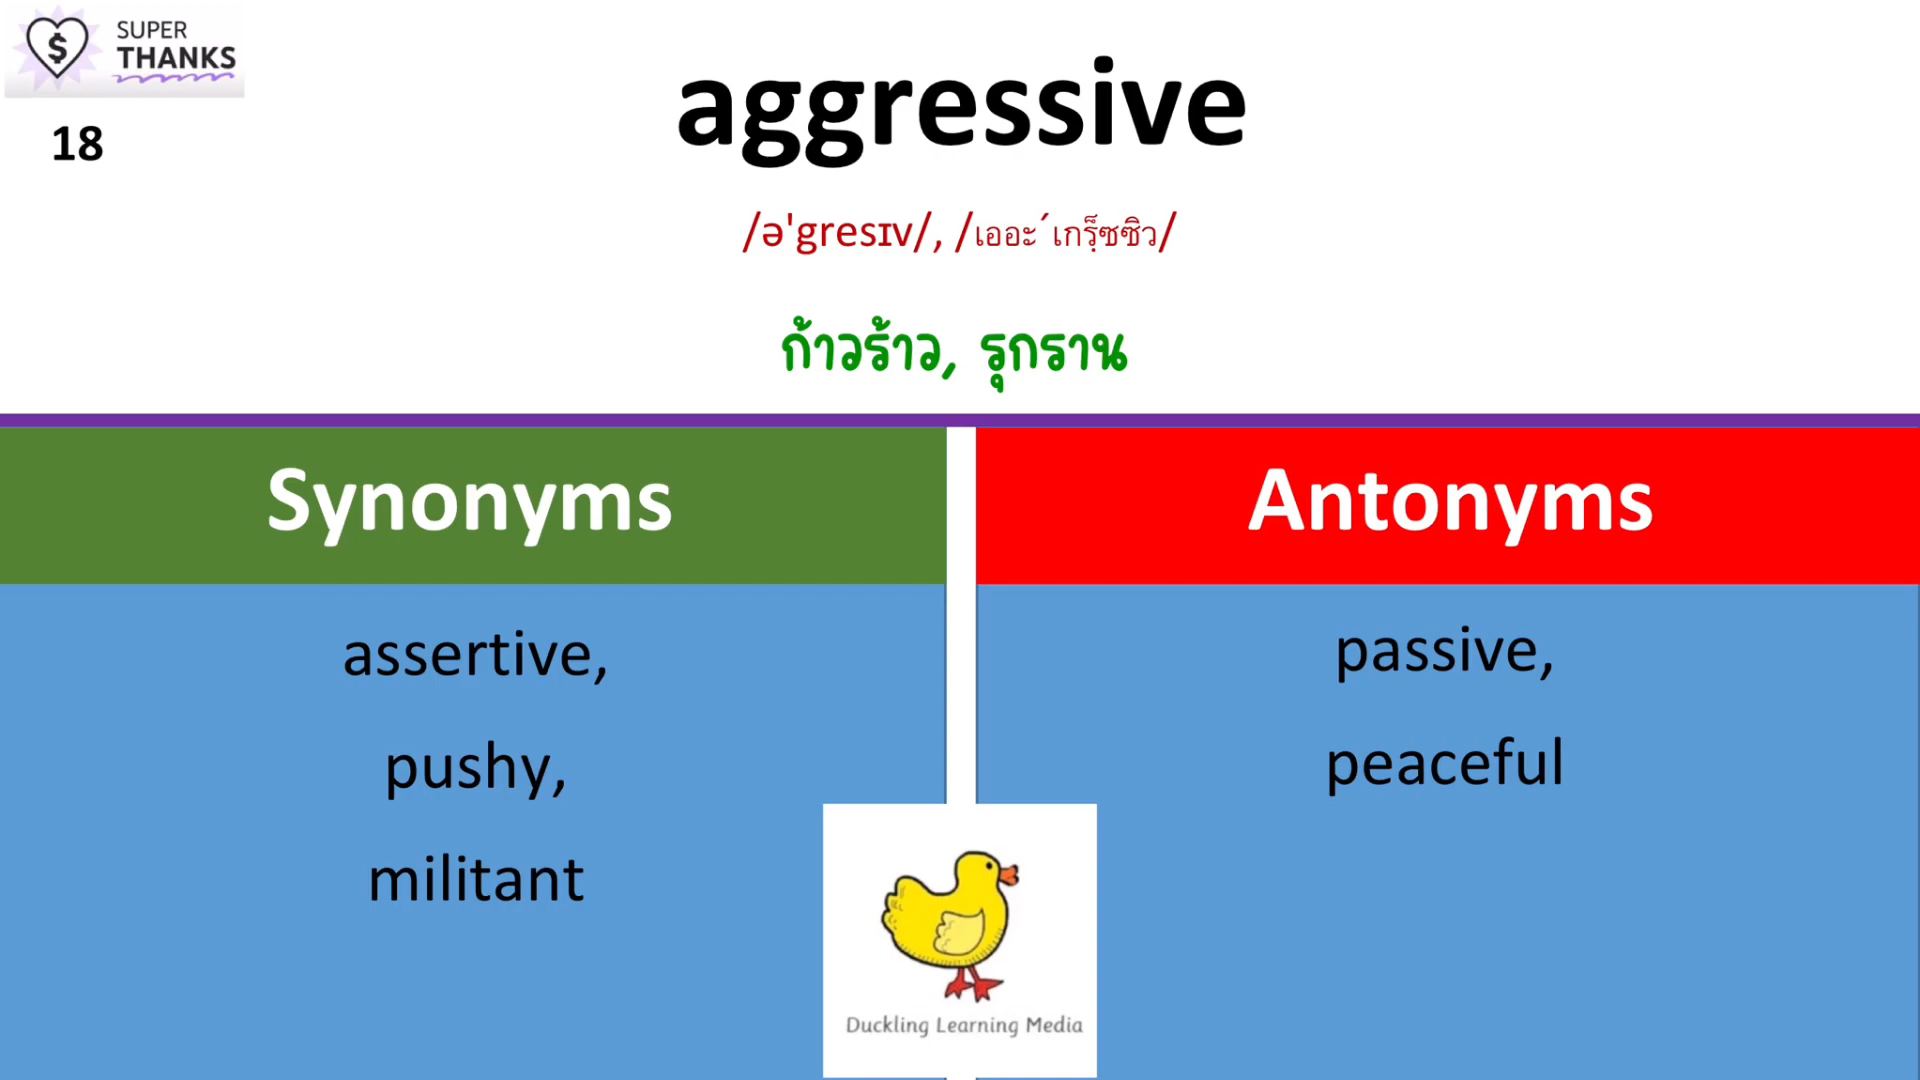 SUPER
THANKS
18
aggressive
/ə'gresɪv/, /เออะˊเกร็ฺซซิว/
ก้าวร้าว, รุกราน
Synonyms
Antonyms
assertive,
pushy,
militant
passive,
peaceful
Duckling Learning Media